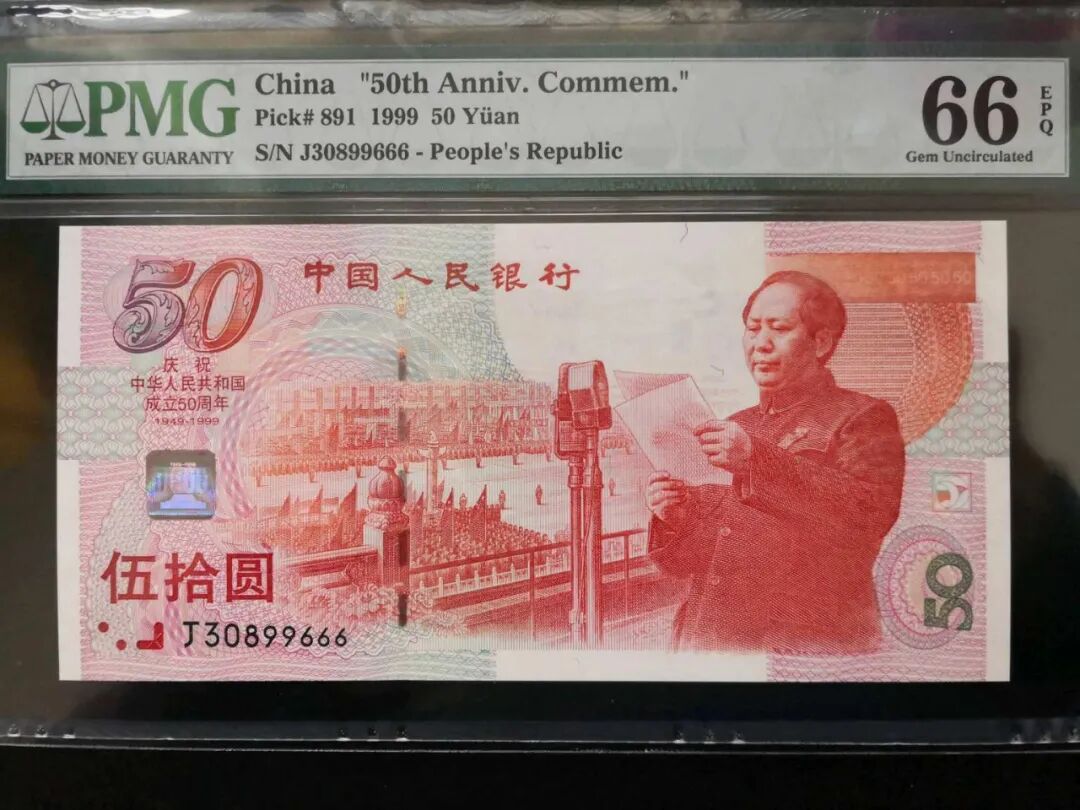 PMG
PAPER MONEY GUARANTY
China "50th Anniv. Commem."
Pick# 891 1999 50 Yüan
S/N J30899666 - People's Republic
66
EPQ
Gem Uncirculated
50
中国人民银行
庆祝
中华人民共和国
成立50周年
1949-1999
伍拾圆
J30899666
50